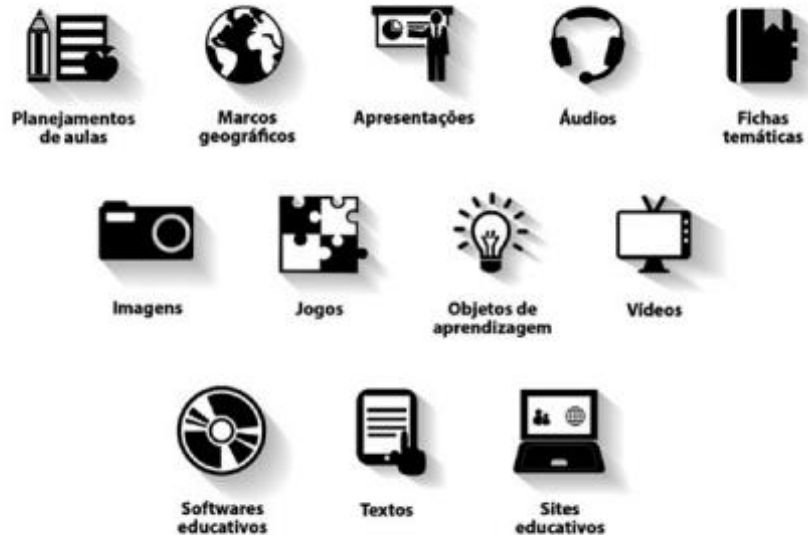 Planejamentos
de aulas
Marcos
geográficos
Apresentações
Áudios
Fichas
temáticas
Imagens
Jogos
Objetos de
aprendizagem
Vídeos
Softwares
educativos
Textos
Sites
educativos